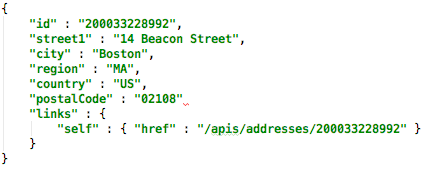 {
"id" : "200033228992",
"street1" : "14 Beacon Street",
"city" : "Boston",
"region" : "MA",
"country" : "US",
"postalCode" : "02108"
"links" : {
"self" : { "href" : "/apis/addresses/200033228992" }
}
}